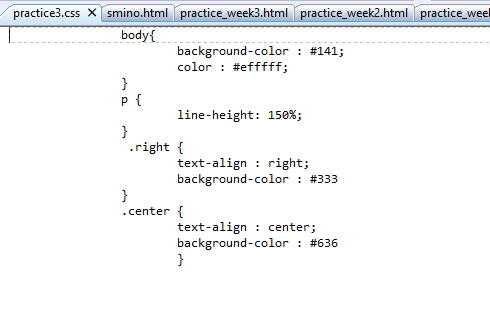 practice3.css X smino.html practice_week3.html practice_week2.html practice_wee
body{
background-color : #141;
color : #efffff;
}
p {
line-height: 150%;
}
.right {
text-align : right;
background-color : #333
}
.center {
text-align : center;
background-color : #636
}